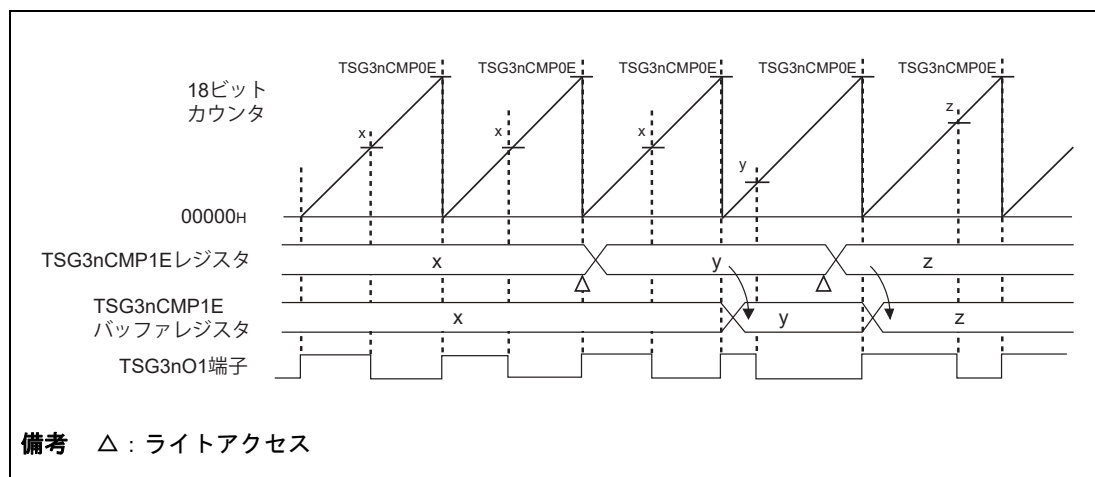 TSG3nCMP0E TSG3nCMP0E TSG3nCMP0E TSG3nCMP0E TSG3nCMP0E
18ビット
カウンタ
x x x y z
00000H
TSG3nCMP1Eレジスタ x y z
TSG3nCMP1E
バッファレジスタ x y z
TSG3nO1端子
備考 △:ライトアクセス